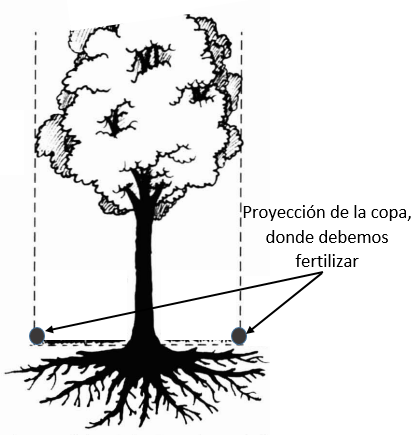 Proyección de la copa,
donde debemos
fertilizar